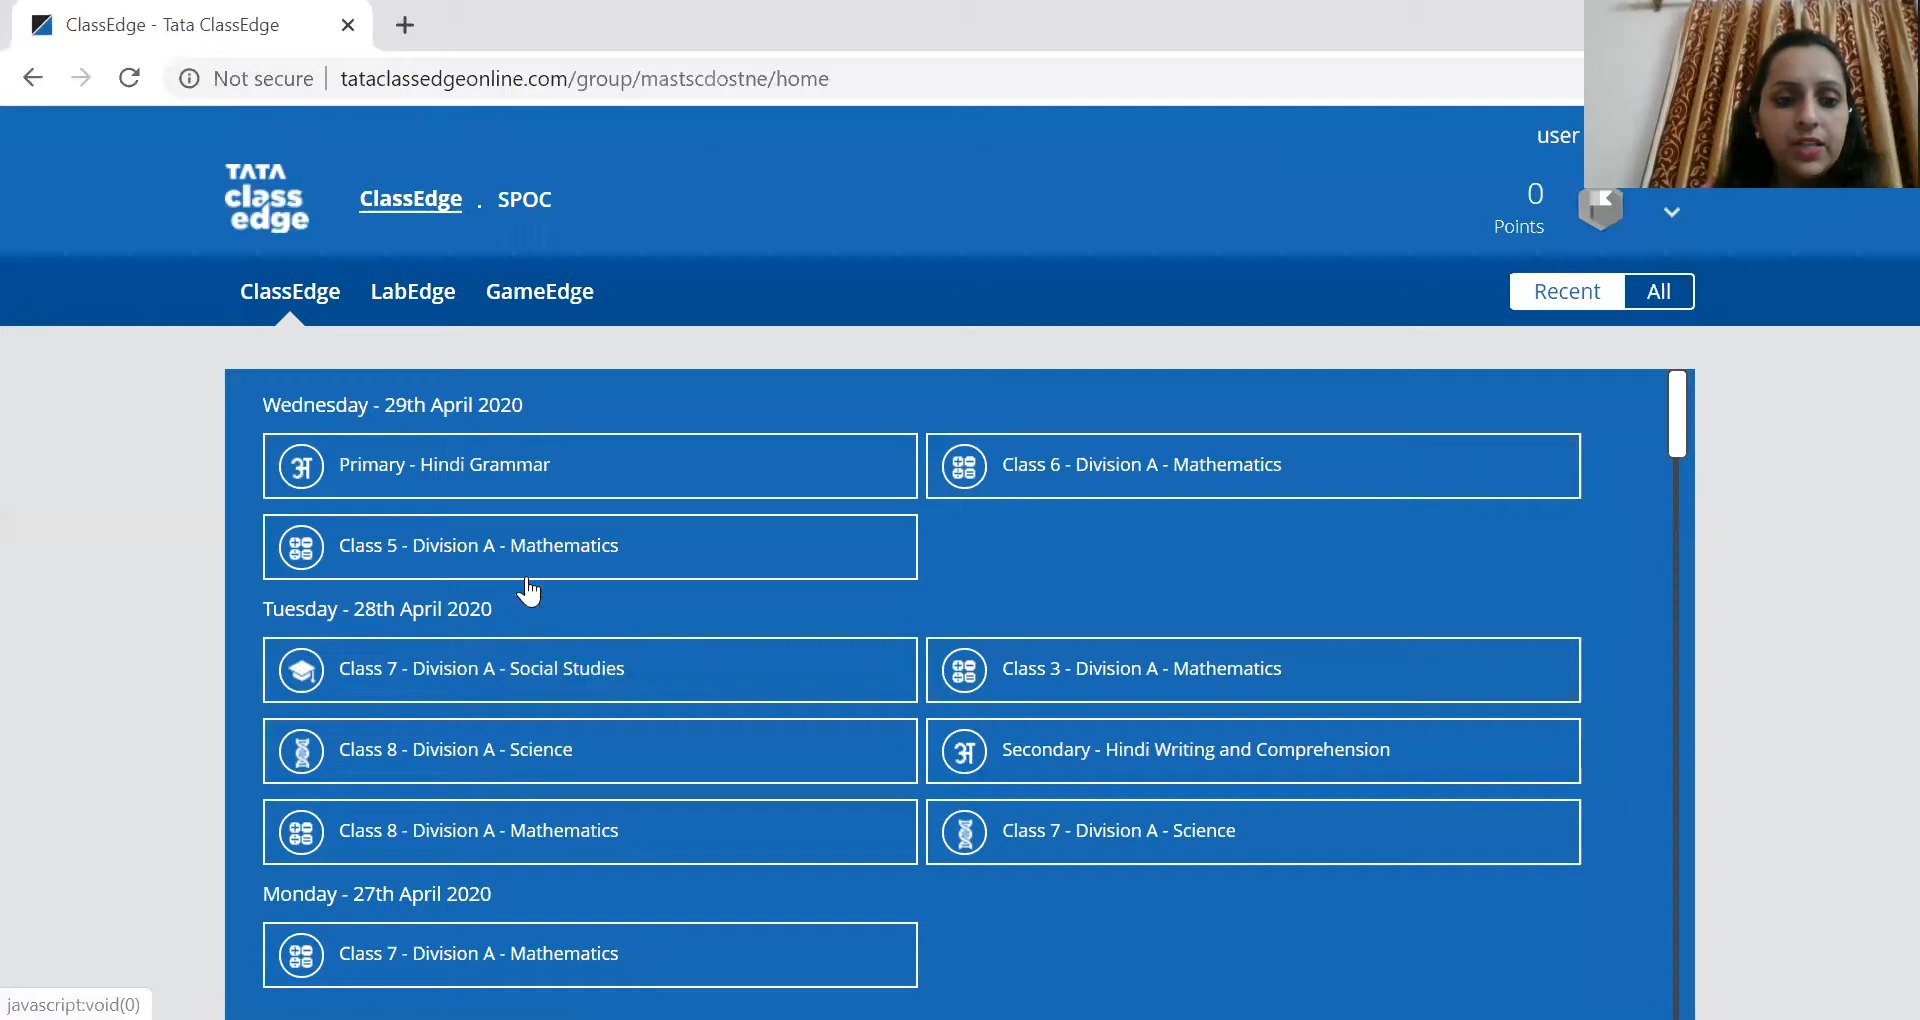 ClassEdge - Tata ClassEdge
Not secure tataclassedgeonline.com/group/mastscdostne/home
user
TATA
class
edge
ClassEdge . SPOC
0
Points
ClassEdge LabEdge GameEdge
Recent All
Wednesday - 29th April 2020
अ Primary - Hindi Grammar
Class 6 - Division A - Mathematics
Class 5 - Division A - Mathematics
Tuesday - 28th April 2020
Class 7 - Division A - Social Studies
Class 3 - Division A - Mathematics
Class 8 - Division A - Science
अ Secondary - Hindi Writing and Comprehension
Class 8 - Division A - Mathematics
Class 7 - Division A - Science
Monday - 27th April 2020
Class 7 - Division A - Mathematics
javascript:void(0)